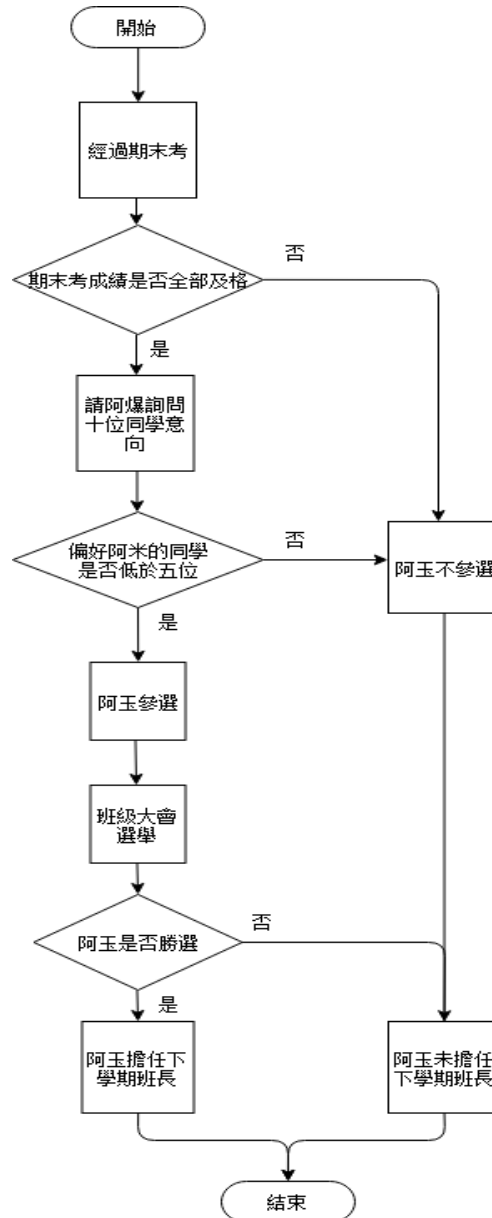 開始
經過期末考
期末考成績是否全部及格
否
是
請阿爆詢問
十位同學意
向
偏好阿米的同學
是否低於五位
否
阿玉不參選
是
阿玉參選
班級大會
選舉
阿玉是否勝選
否
是
阿玉擔任下
學期班長
阿玉未擔任
下學期班長
結束